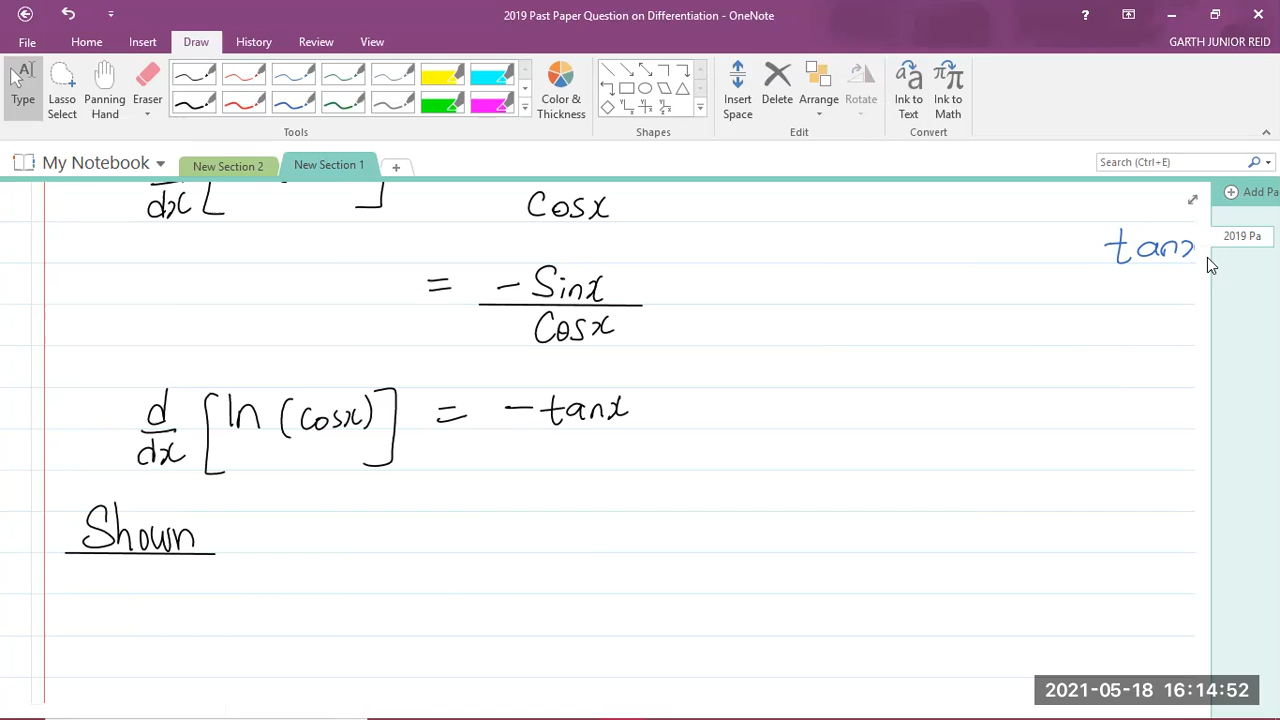 2019 Past Paper Question on Differentiation - OneNote
File Home Insert Draw History Review View
GARTH JUNIOR REID
Type
Lasso Select
Panning Hand
Eraser
Color & Thickness
Insert Space
Delete
Arrange
Rotate
Ink to Text
Ink to Math
Tools Shapes Edit Convert
My Notebook New Section 2 New Section 1
Search (Ctrl+E)
Add Pa
2019 Pa
d/dx [ ] Cosx
tanx
= -Sinx / Cosx
d/dx [ln (cosx)] = -tanx
Shown
2021-05-18 16:14:52